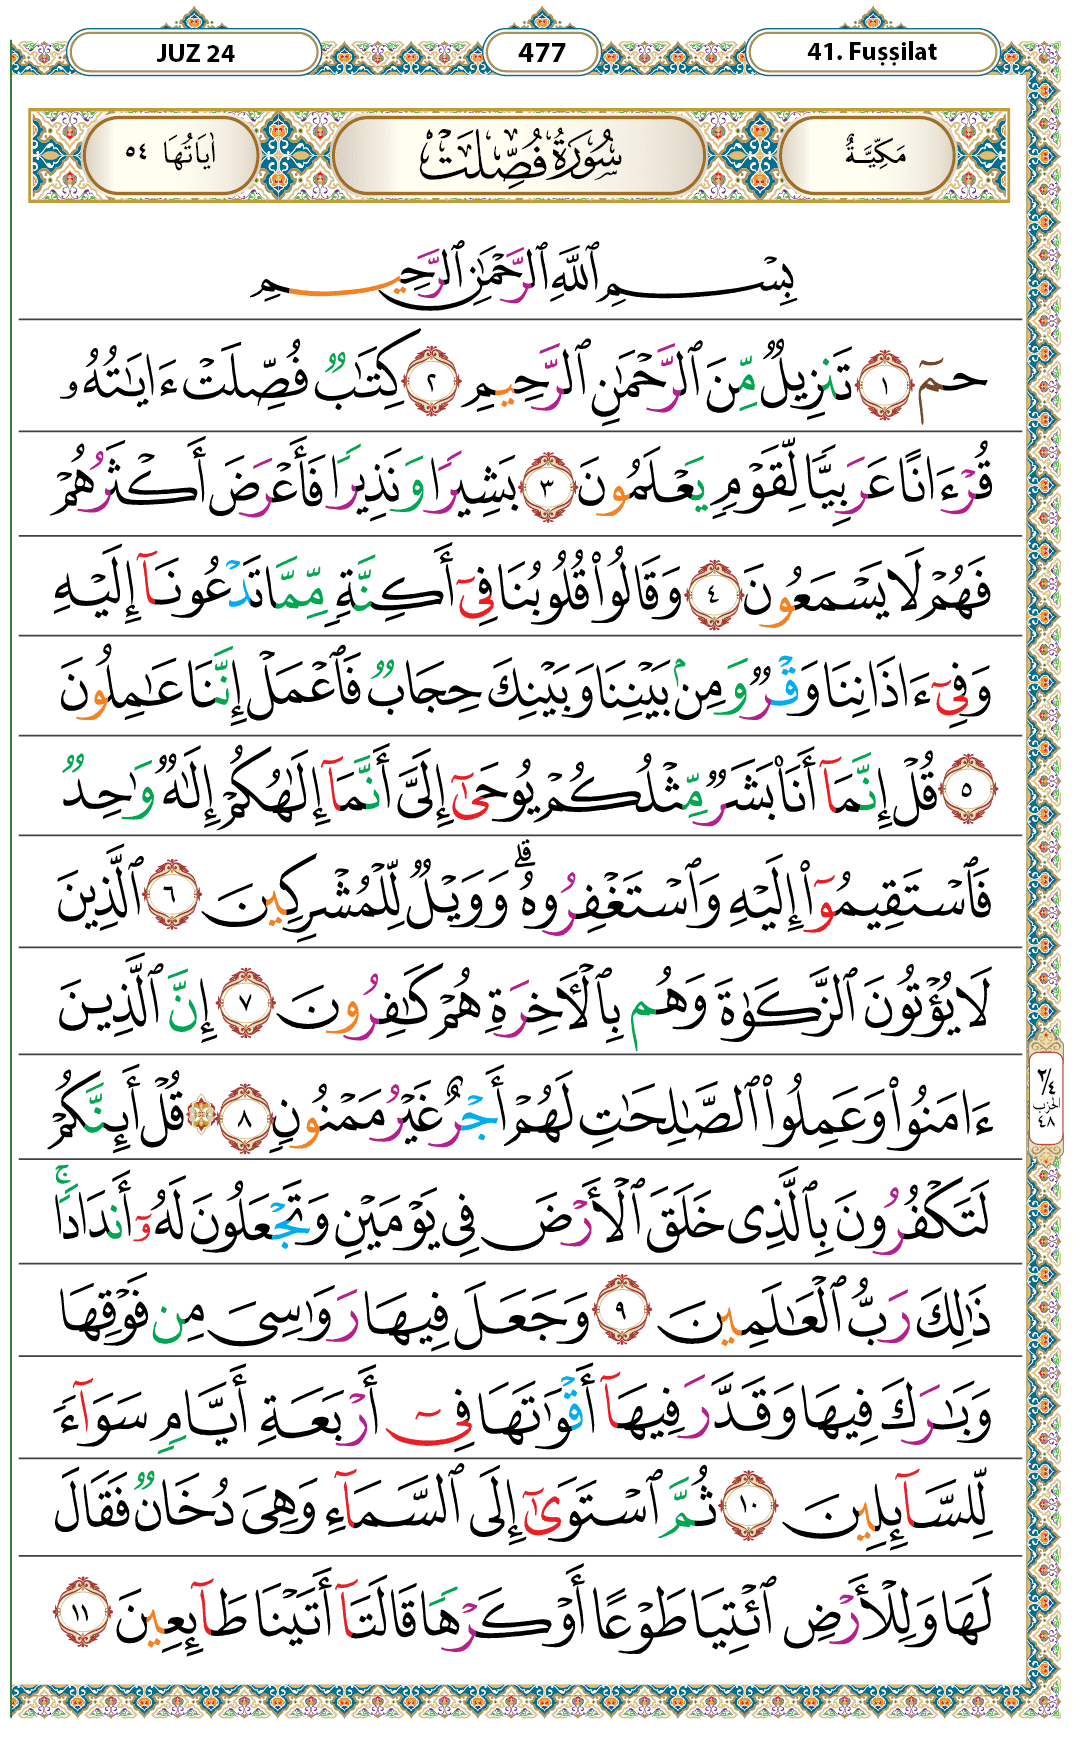 JUZ 24
477
41. Fuṣṣilat
مَكِّيَّةٌ
سُورَةُ فُصِّلَتْ
اٰيَاتُهَا ٥٤
بِسْمِ ٱللَّهِ ٱلرَّحْمَٰنِ ٱلرَّحِيمِ
حمٓ ١ تَنزِيلٌ مِّنَ ٱلرَّحْمَٰنِ ٱلرَّحِيمِ ٢ كِتَٰبٌ فُصِّلَتْ ءَايَٰتُهُۥ
قُرْءَانًا عَرَبِيًّا لِّقَوْمٍ يَعْلَمُونَ ٣ بَشِيرًا وَنَذِيرًا فَأَعْرَضَ أَكْثَرُهُمْ
فَهُمْ لَا يَسْمَعُونَ ٤ وَقَالُوا۟ قُلُوبُنَا فِىٓ أَكِنَّةٍ مِّمَّا تَدْعُونَآ إِلَيْهِ
وَفِىٓ ءَاذَانِنَا وَقْرٌ وَمِنۢ بَيْنِنَا وَبَيْنِكَ حِجَابٌ فَٱعْمَلْ إِنَّنَا عَٰمِلُونَ
٥ قُلْ إِنَّمَآ أَنَا۠ بَشَرٌ مِّثْلُكُمْ يُوحَىٰٓ إِلَىَّ أَنَّمَآ إِلَٰهُكُمْ إِلَٰهٌ وَٰحِدٌ
فَٱسْتَقِيمُوٓا۟ إِلَيْهِ وَٱسْتَغْفِرُوهُ ۗ وَوَيْلٌ لِّلْمُشْرِكِينَ ٦ ٱلَّذِينَ
لَا يُؤْتُونَ ٱلزَّكَوٰةَ وَهُم بِٱلْءَاخِرَةِ هُمْ كَٰفِرُونَ ٧ إِنَّ ٱلَّذِينَ
ءَامَنُوا۟ وَعَمِلُوا۟ ٱلصَّٰلِحَٰتِ لَهُمْ أَجْرٌ غَيْرُ مَمْنُونٍ ٨ ۞ قُلْ أَئِنَّكُمْ
٢/٤
الحزب
٤٨
لَتَكْفُرُونَ بِٱلَّذِى خَلَقَ ٱلْأَرْضَ فِى يَوْمَيْنِ وَتَجْعَلُونَ لَهُۥٓ أَندَادًا ۚ
ذَٰلِكَ رَبُّ ٱلْعَٰلَمِينَ ٩ وَجَعَلَ فِيهَا رَوَٰسِىَ مِن فَوْقِهَا
وَبَٰرَكَ فِيهَا وَقَدَّرَ فِيهَآ أَقْوَٰتَهَا فِىٓ أَرْبَعَةِ أَيَّامٍ سَوَآءً
لِّلسَّآئِلِينَ ١٠ ثُمَّ ٱسْتَوَىٰٓ إِلَى ٱلسَّمَآءِ وَهِىَ دُخَانٌ فَقَالَ
لَهَا وَلِلْأَرْضِ ٱئْتِيَا طَوْعًا أَوْ كَرْهًا قَالَتَآ أَتَيْنَا طَآئِعِينَ ١١